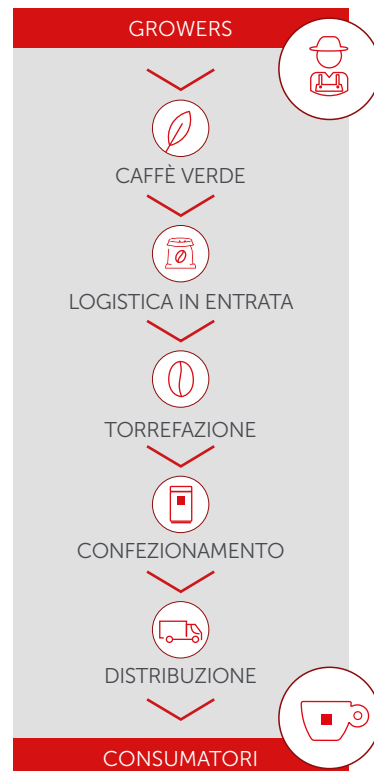 GROWERS
CAFFÈ VERDE
LOGISTICA IN ENTRATA
TORREFAZIONE
CONFEZIONAMENTO
DISTRIBUZIONE
CONSUMATORI